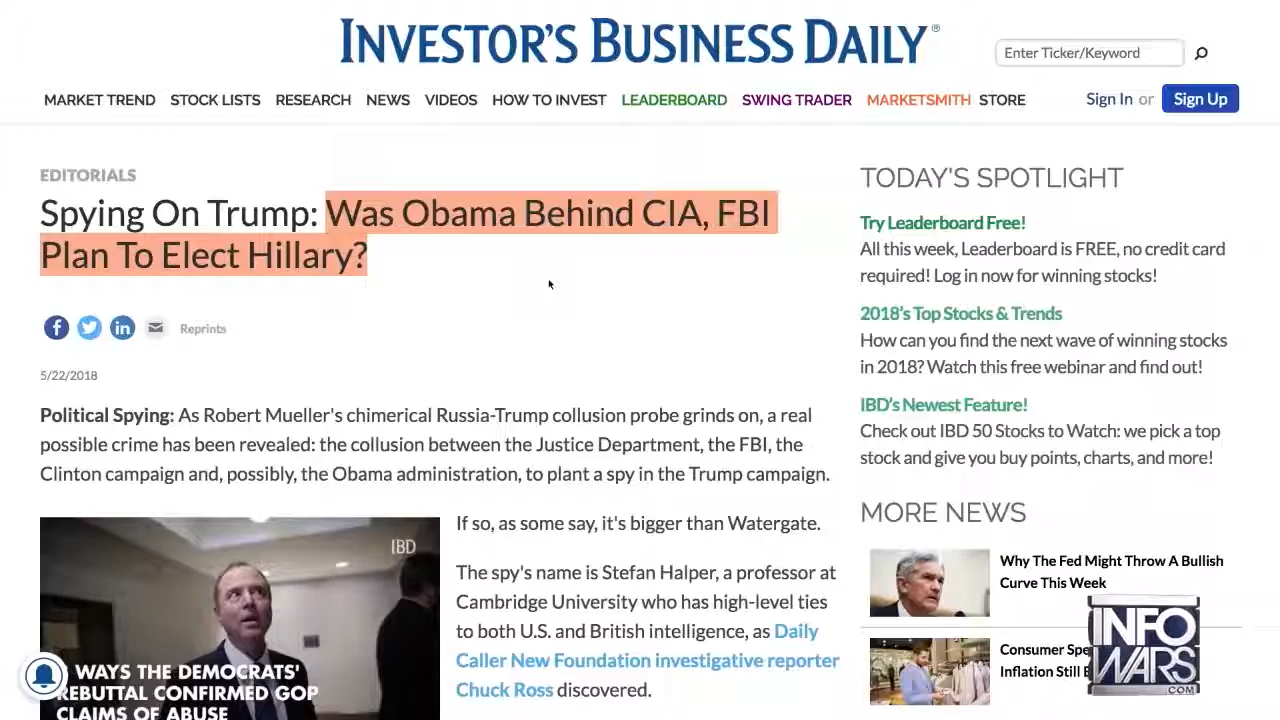 INVESTOR'S BUSINESS DAILY®
Enter Ticker/Keyword
MARKET TREND STOCK LISTS RESEARCH NEWS VIDEOS HOW TO INVEST LEADERBOARD SWING TRADER MARKETSMITH STORE
Sign In or Sign Up
EDITORIALS
Spying On Trump: Was Obama Behind CIA, FBI
Plan To Elect Hillary?
Reprints
5/22/2018
Political Spying: As Robert Mueller's chimerical Russia-Trump collusion probe grinds on, a real
possible crime has been revealed: the collusion between the Justice Department, the FBI, the
Clinton campaign and, possibly, the Obama administration, to plant a spy in the Trump campaign.
IBD
WAYS THE DEMOCRATS'
REBUTTAL CONFIRMED GOP
CLAIMS OF ABUSE
If so, as some say, it's bigger than Watergate.
The spy's name is Stefan Halper, a professor at
Cambridge University who has high-level ties
to both U.S. and British intelligence, as Daily
Caller New Foundation investigative reporter
Chuck Ross discovered.
TODAY'S SPOTLIGHT
Try Leaderboard Free!
All this week, Leaderboard is FREE, no credit card
required! Log in now for winning stocks!
2018's Top Stocks & Trends
How can you find the next wave of winning stocks
in 2018? Watch this free webinar and find out!
IBD's Newest Feature!
Check out IBD 50 Stocks to Watch: we pick a top
stock and give you buy points, charts, and more!
MORE NEWS
Why The Fed Might Throw A Bullish
Curve This Week
Consumer
Inflation Still
INFO
WARS
.COM